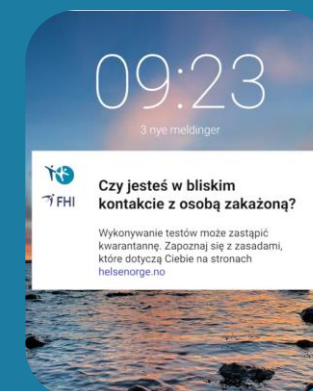 09:23
3 nye meldinger
FHI
Czy jesteś w bliskim
kontakcie z osobą zakażoną?
Wykonywanie testów może zastąpić
kwarantannę. Zapoznaj się z zasadami,
które dotyczą Ciebie na stronach
helsenorge.no